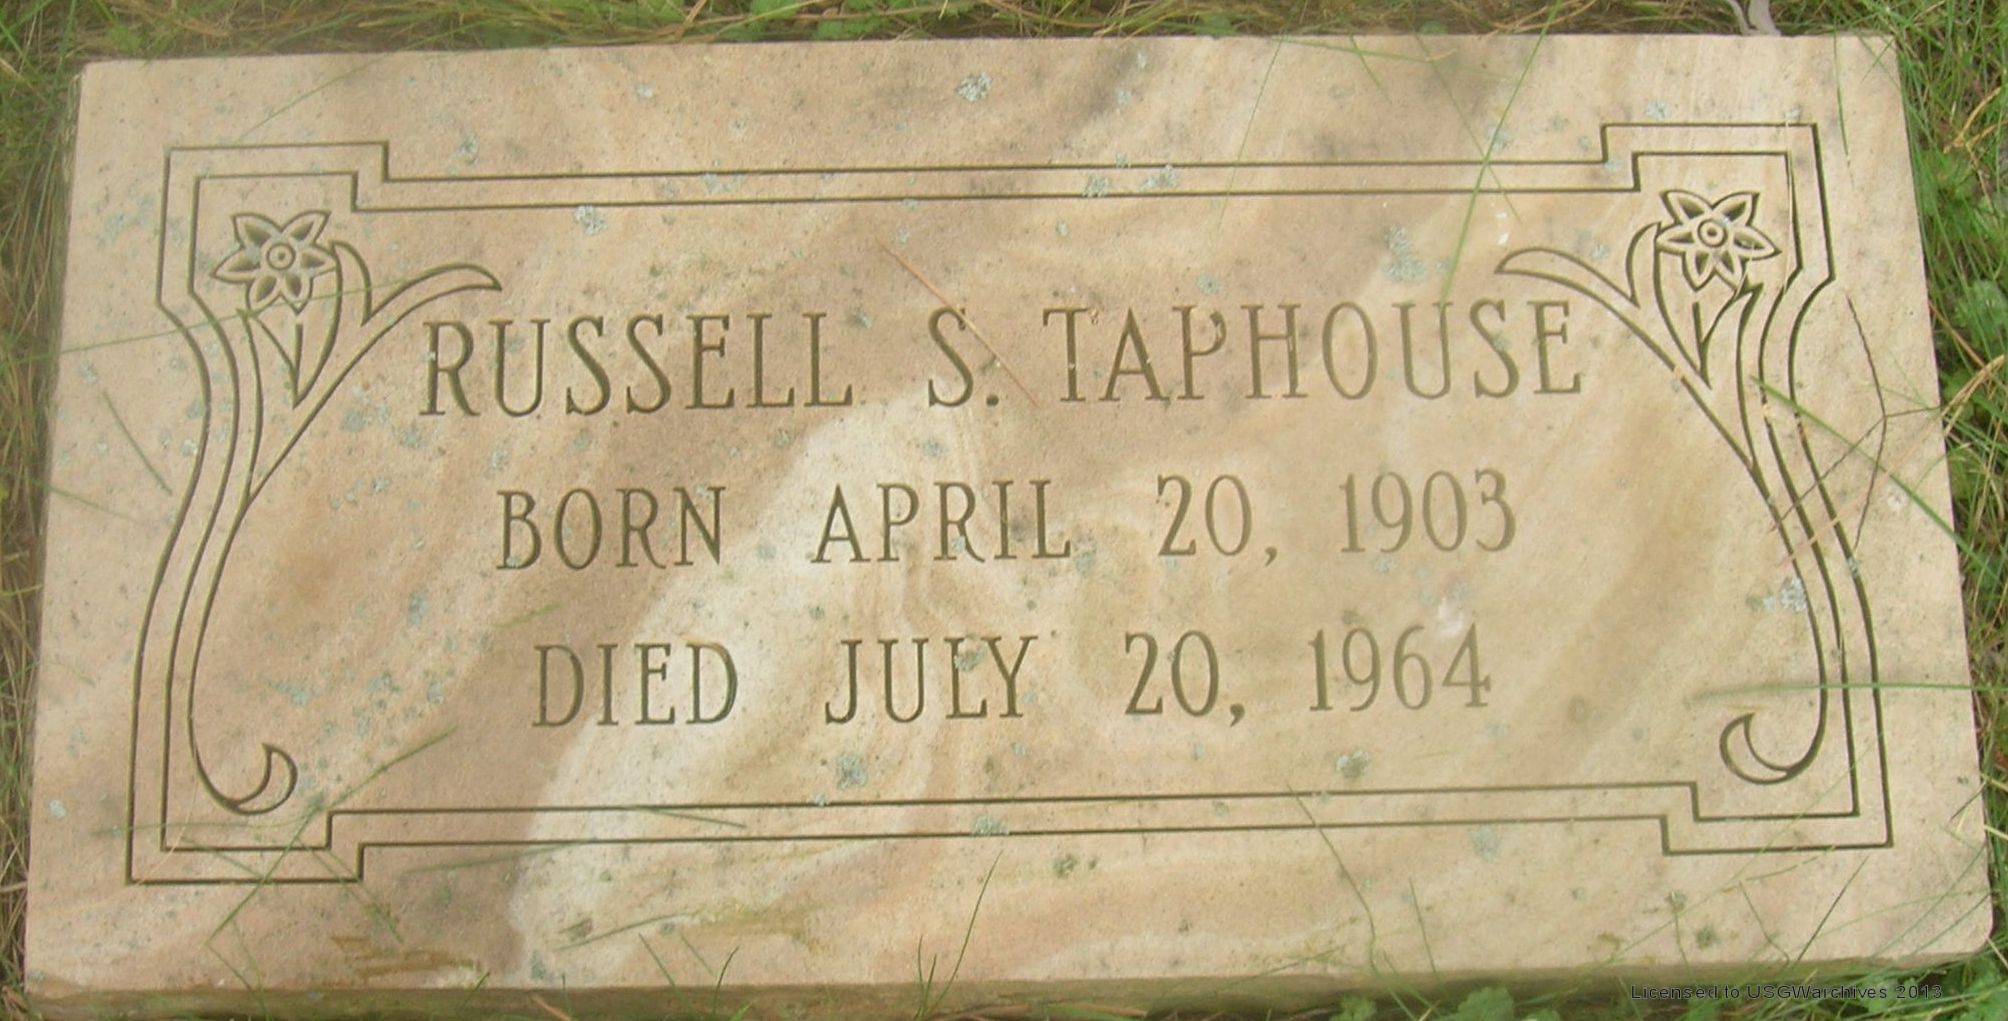 RUSSELL S. TAPHOUSE
BORN APRIL 20, 1903
DIED JULY 20, 1964
Licensed to USGWarchives 2013